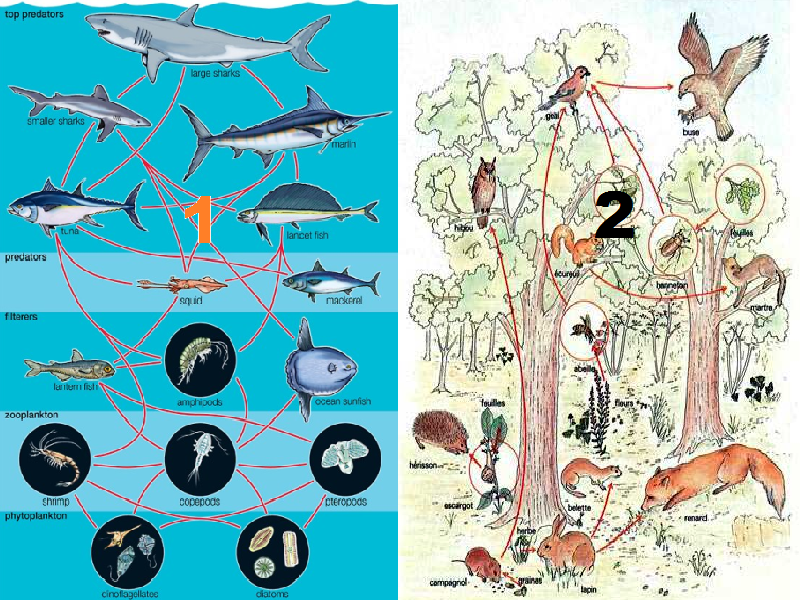 top predators
large sharks
smaller sharks
marlin
tuna
1
lancet fish
predators
squid
mackerel
filterers
lantern fish
amphipods
ocean sunfish
zooplankton
shrimp
copepods
pteropods
phytoplankton
dinoflagellates
diatoms
geai
buse
2
hibou
feuilles
écureuil
hanneton
martre
abeille
feuilles
fleurs
hérisson
escargot
belette
renard
herbe
campagnol
graines
lapin